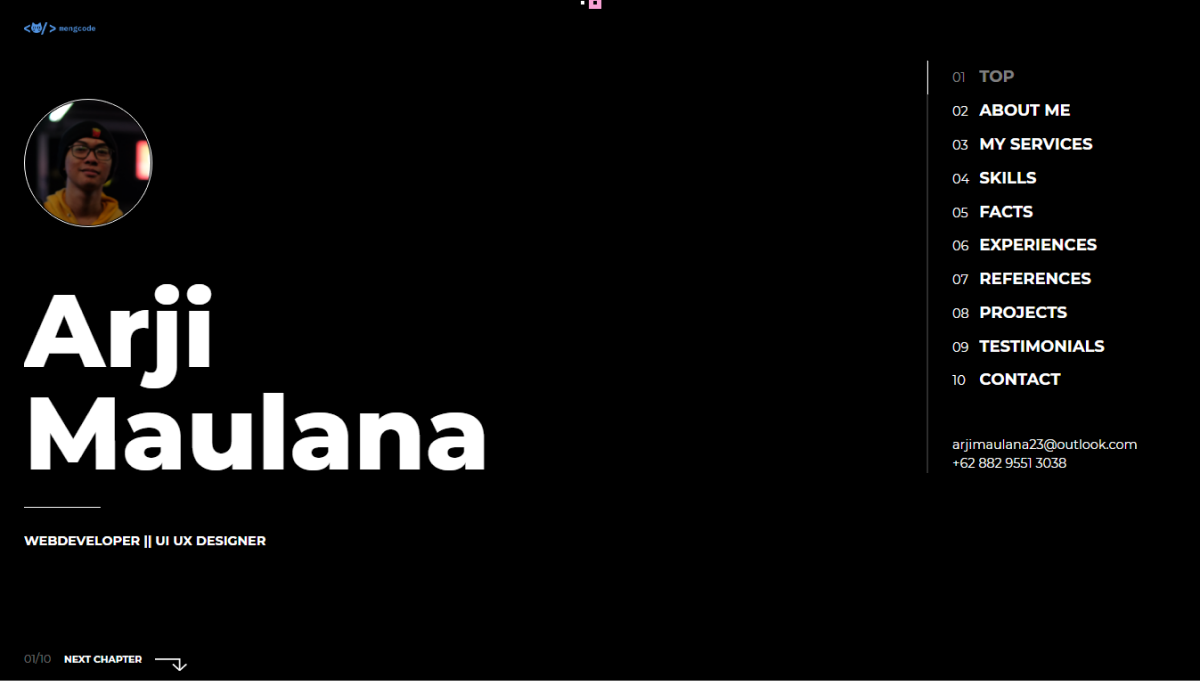 </> mengcode
Arji
Maulana
WEBDEVELOPER || UI UX DESIGNER
01/10 NEXT CHAPTER
01 TOP
02 ABOUT ME
03 MY SERVICES
04 SKILLS
05 FACTS
06 EXPERIENCES
07 REFERENCES
08 PROJECTS
09 TESTIMONIALS
10 CONTACT
arjimaulana23@outlook.com
+62 882 9551 3038